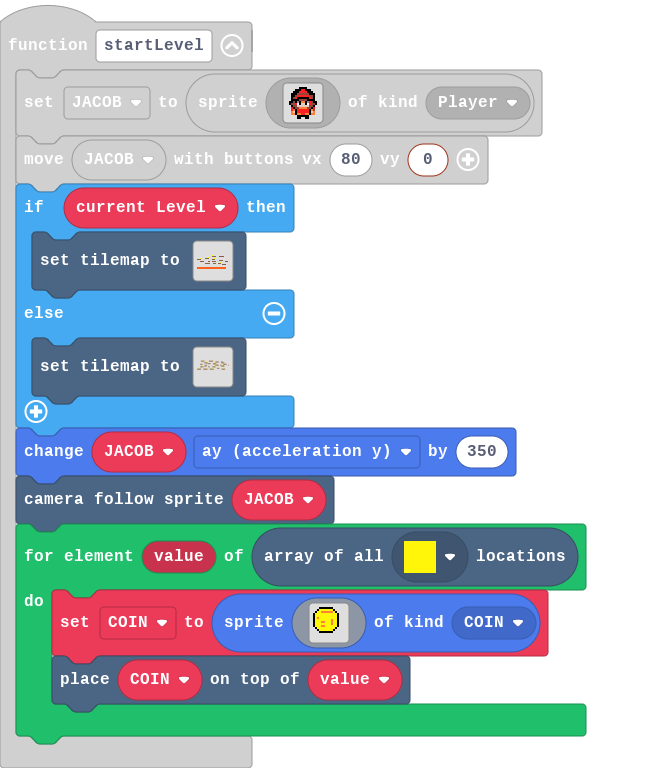 function startLevel
set JACOB to sprite of kind Player
move JACOB with buttons vx 80 vy 0
if current Level then
set tilemap to
else
set tilemap to
change JACOB ay (acceleration y) by 350
camera follow sprite JACOB
for element value of array of all locations
do
set COIN to sprite of kind COIN
place COIN on top of value